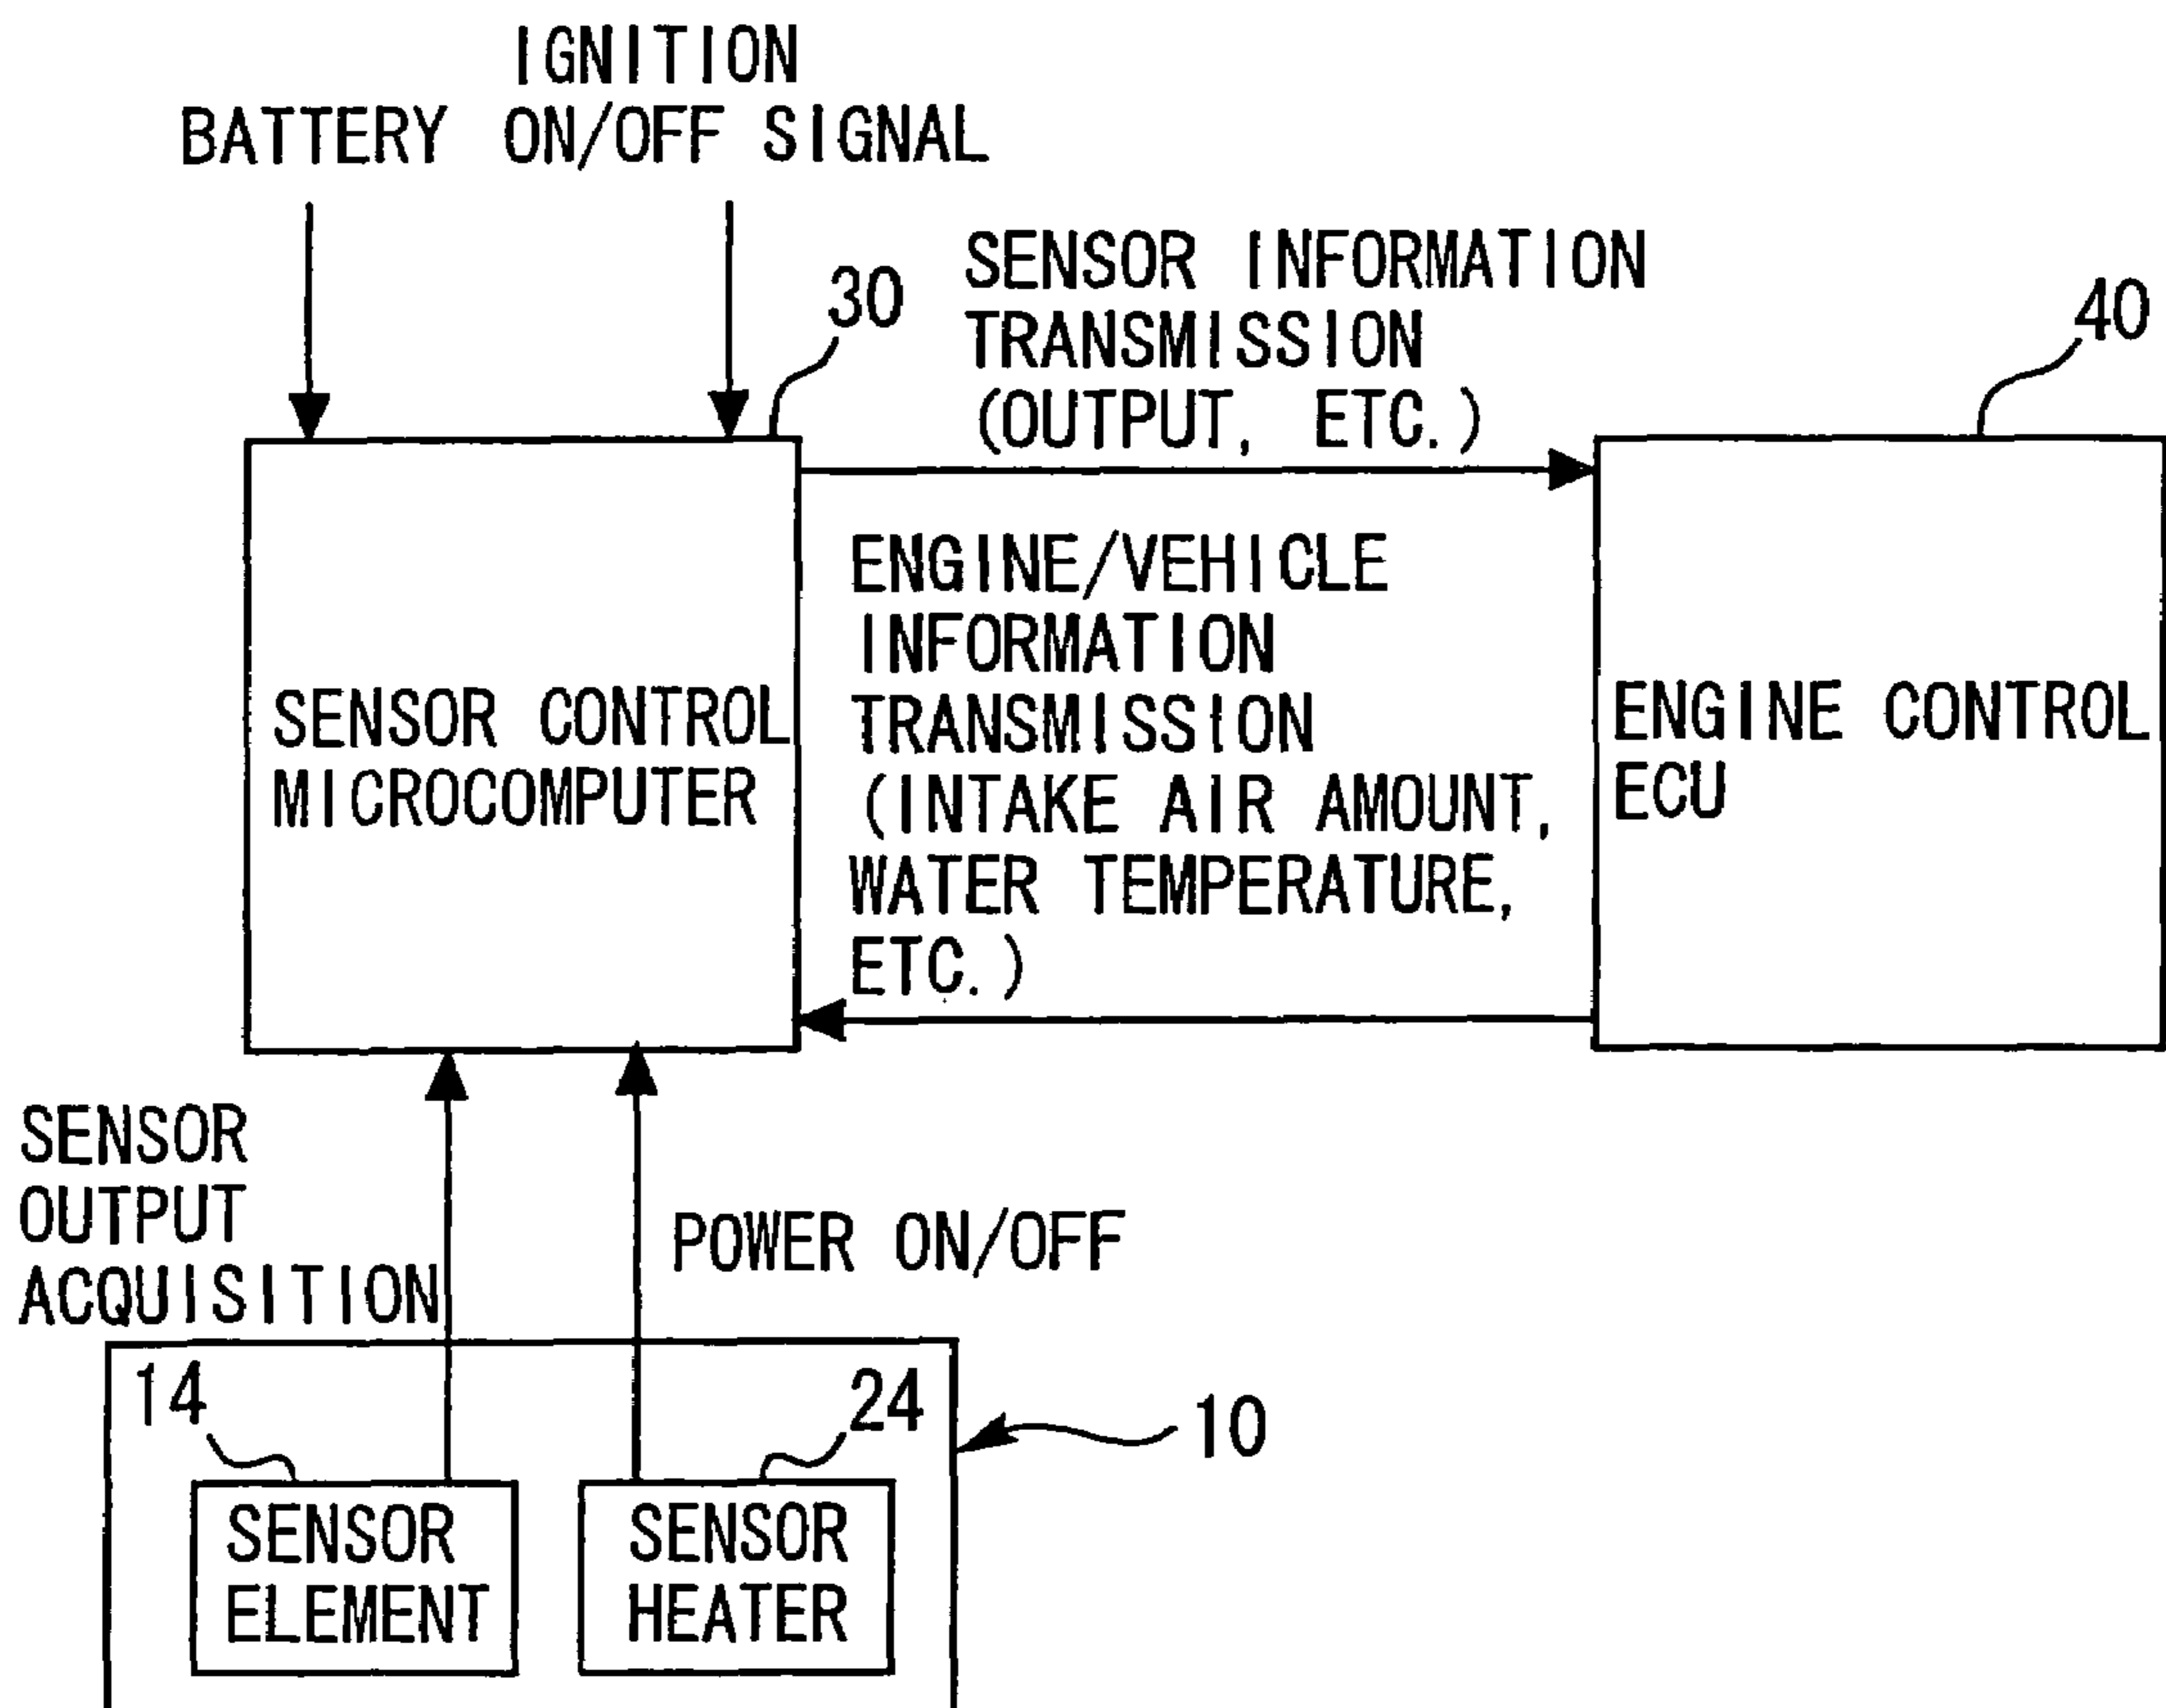 IGNITION
BATTERY ON/OFF SIGNAL
30
SENSOR INFORMATION
TRANSMISSION
(OUTPUT, ETC.)
40
ENGINE/VEHICLE
INFORMATION
TRANSMISSION
(INTAKE AIR AMOUNT,
WATER TEMPERATURE,
ETC.)
SENSOR CONTROL
MICROCOMPUTER
ENGINE CONTROL
ECU
SENSOR
OUTPUT
ACQUISITION
POWER ON/OFF
14
24
10
SENSOR
ELEMENT
SENSOR
HEATER